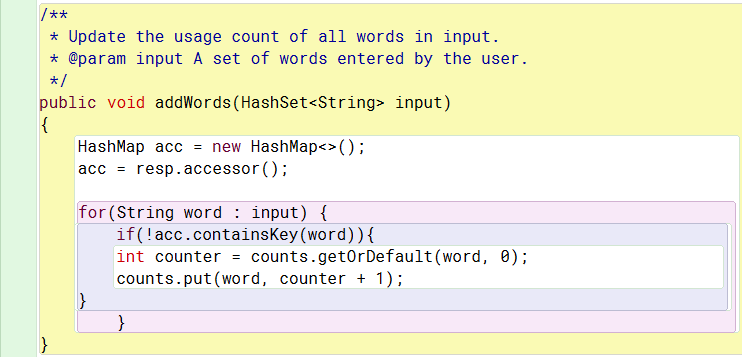 /**
 * Update the usage count of all words in input.
 * @param input A set of words entered by the user.
 */
public void addWords(HashSet<String> input)
{
    HashMap acc = new HashMap<>();
    acc = resp.accessor();

    for(String word : input) {
        if(!acc.containsKey(word)){
        int counter = counts.getOrDefault(word, 0);
        counts.put(word, counter + 1);
    }
        }
}